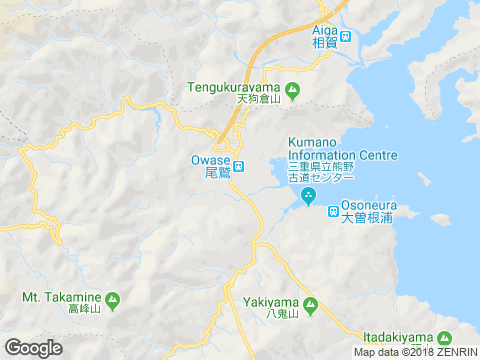 Aiga
相賀
Tengukurayama
天狗倉山
Kumano
Information Centre
三重県立熊野
古道センター
Owase
尾鷲
Osoneura
大曽根浦
Mt. Takamine
高峰山
Yakiyama
八鬼山
Itadakiyama
Google
Map data ©2018 ZENRIN